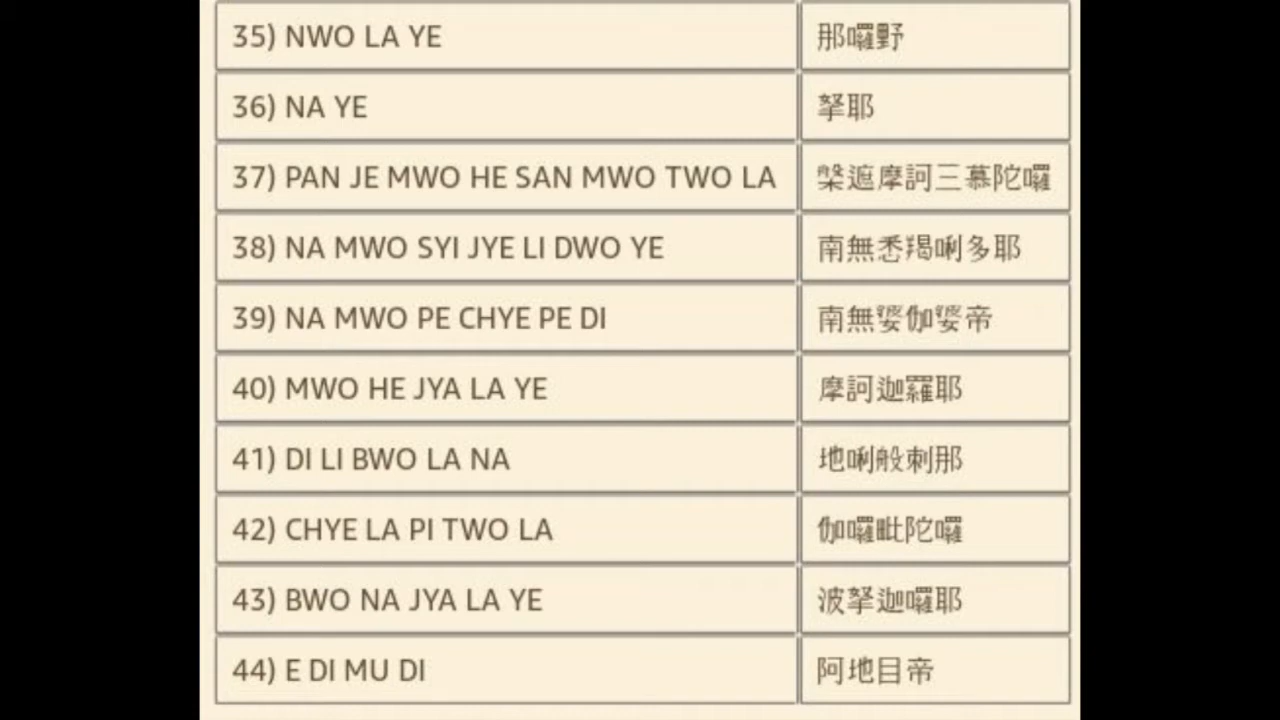 35) NWO LA YE 那囉野
36) NA YE 拏耶
37) PAN JE MWO HE SAN MWO TWO LA 槃遮摩訶三慕陀囉
38) NA MWO SYI JYE LI DWO YE 南無悉羯唎多耶
39) NA MWO PE CHYE PE DI 南無婆伽婆帝
40) MWO HE JYA LA YE 摩訶迦羅耶
41) DI LI BWO LA NA 地唎般刺那
42) CHYE LA PI TWO LA 伽囉毗陀囉
43) BWO NA JYA LA YE 波拏迦囉耶
44) E DI MU DI 阿地目帝